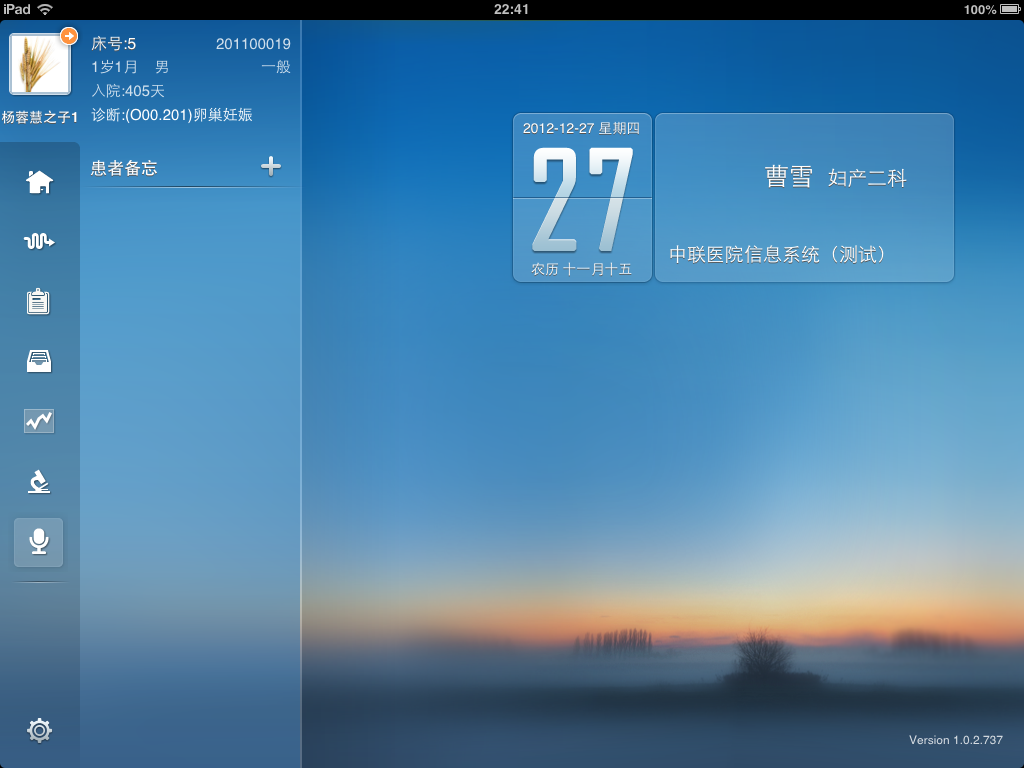 iPad 22:41 100%
床号:5 201100019
1岁1月 男 一般
入院:405天
诊断:(O00.201)卵巢妊娠
杨蓉慧之子1
患者备忘
2012-12-27 星期四
27
农历 十一月十五
曹雪 妇产二科
中联医院信息系统（测试）
Version 1.0.2.737